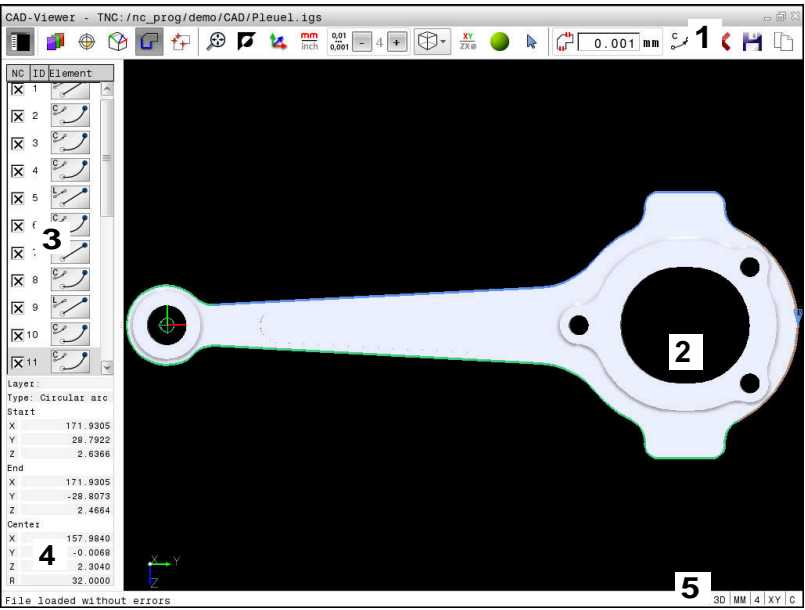 CAD-Viewer - TNC:/nc_prog/demo/CAD/Pleuel.igs
mm inch 0,01 0,001 - 4 + XY ZXø 0.001 mm C 1
NC ID Element
1
2 C
3 C
4 C
5 L
C
3
8 C
9 L
10 C
11 C
2
Layer:
Type: Circular arc
Start
X 171.9305
Y 28.7922
Z 2.6366
End
X 171.9305
Y -28.8073
Z 2.4664
Center
X 157.9840
Y -0.0068
4
Z 2.3040
R 32.0000
X Y
Z
5
File loaded without errors 3D MM 4 XY C